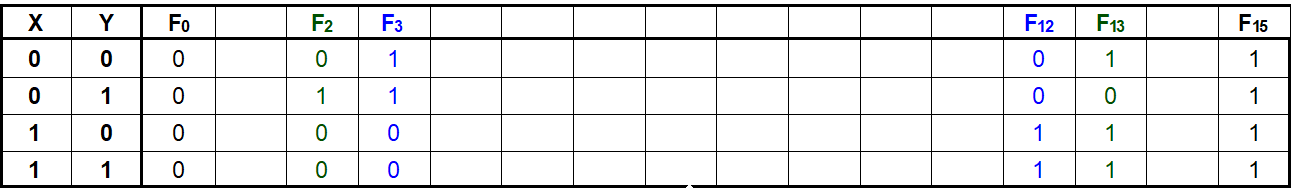 X Y F0 F2 F3 F12 F13 F15
0 0 0 0 1 0 1 1
0 1 0 1 1 0 0 1
1 0 0 0 0 1 1 1
1 1 0 0 0 1 1 1